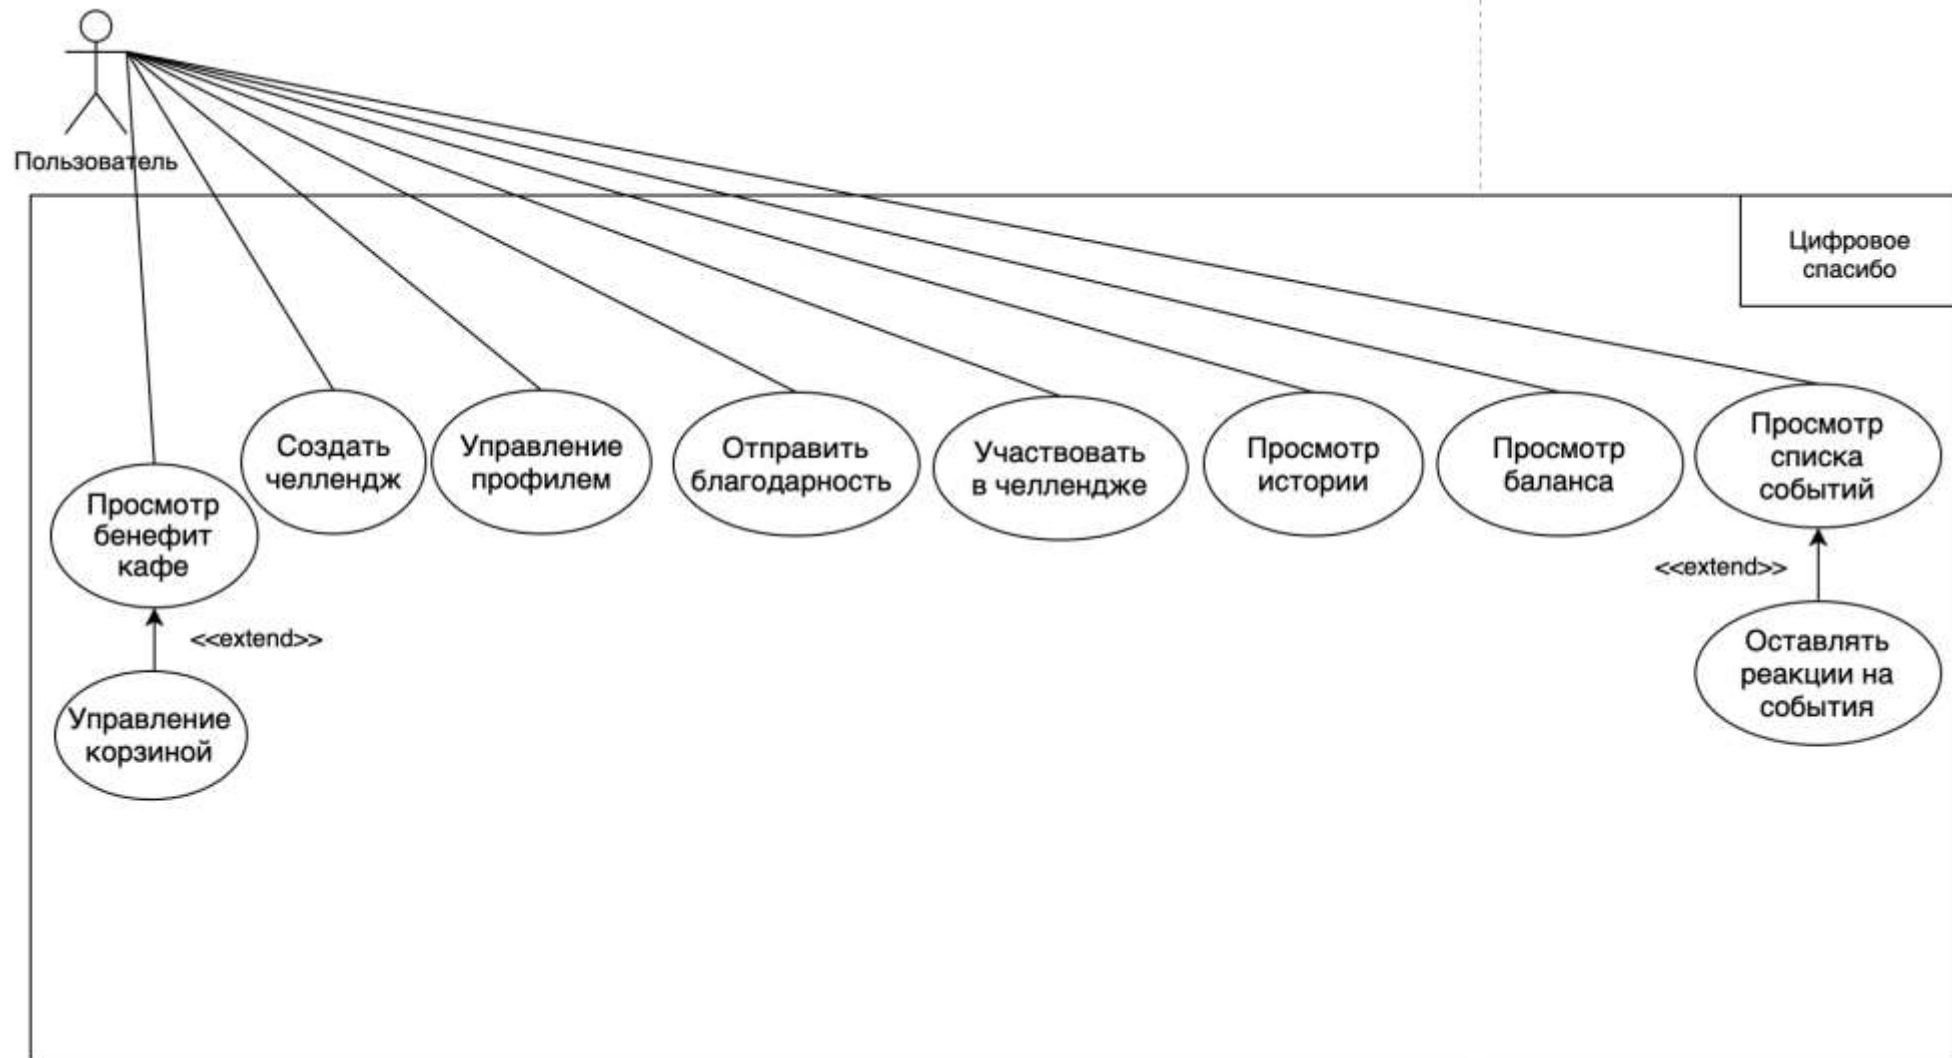 Пользователь
Цифровое
спасибо
Просмотр
бенефит
кафе
Создать
челлендж
Управление
профилем
Отправить
благодарность
Участвовать
в челлендже
Просмотр
истории
Просмотр
баланса
Просмотр
списка
событий
<<extend>>
<<extend>>
Управление
корзиной
Оставлять
реакции на
события